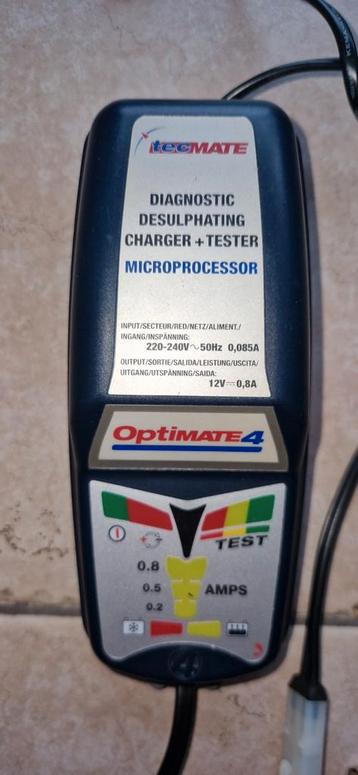 tecMATE
DIAGNOSTIC
DESULPHATING
CHARGER + TESTER
MICROPROCESSOR
INPUT/SECTEUR/RED/NETZ/ALIMENT./
INGANG/INSPÄNNING:
220-240V ~ 50Hz 0,085A
OUTPUT/SORTIE/SALIDA/LEISTUNG/USCITA/
UITGANG/UTSPÄNNING/SAIDA:
12V⎓0,8A
OptiMATE4
TEST
0.8
0.5 AMPS
0.2
4